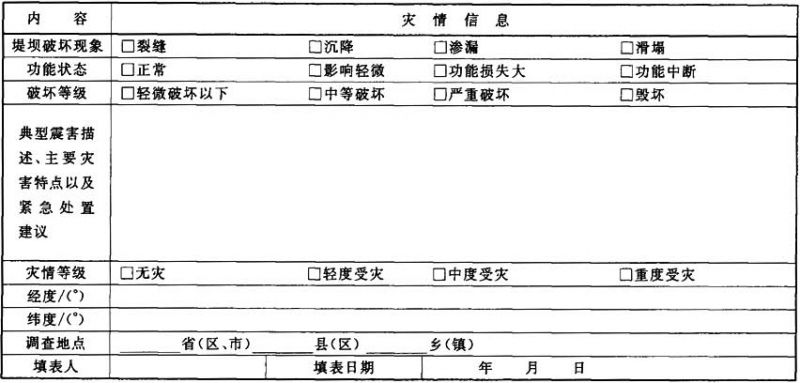 内 容 灾情信息
堤坝破坏现象 □裂缝 □沉降 □渗漏 □滑塌
功能状态 □正常 □影响轻微 □功能损失大 □功能中断
破坏等级 □轻微破坏以下 □中等破坏 □严重破坏 □毁坏
典型震害描
述、主要灾
害特点以及
紧急处置
建议
灾情等级 □无灾 □轻度受灾 □中度受灾 □重度受灾
经度/(°)
纬度/(°)
调查地点 ______省(区、市)______县(区)______乡(镇)
填表人 填表日期 年 月 日